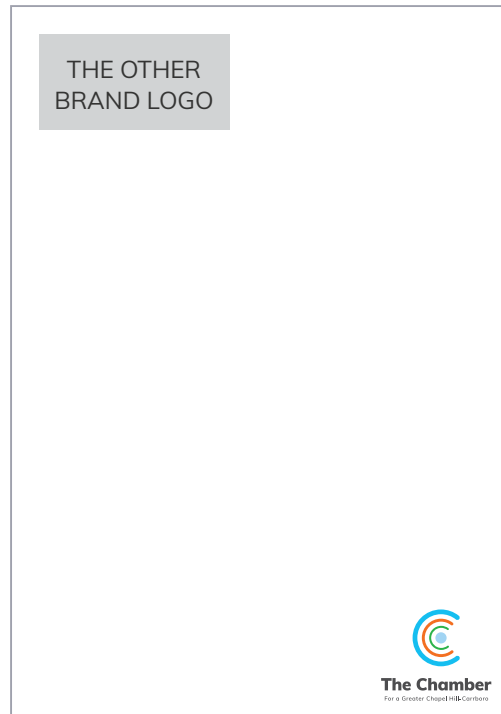 THE OTHER
BRAND LOGO
The Chamber
For a Greater Chapel Hill-Carrboro